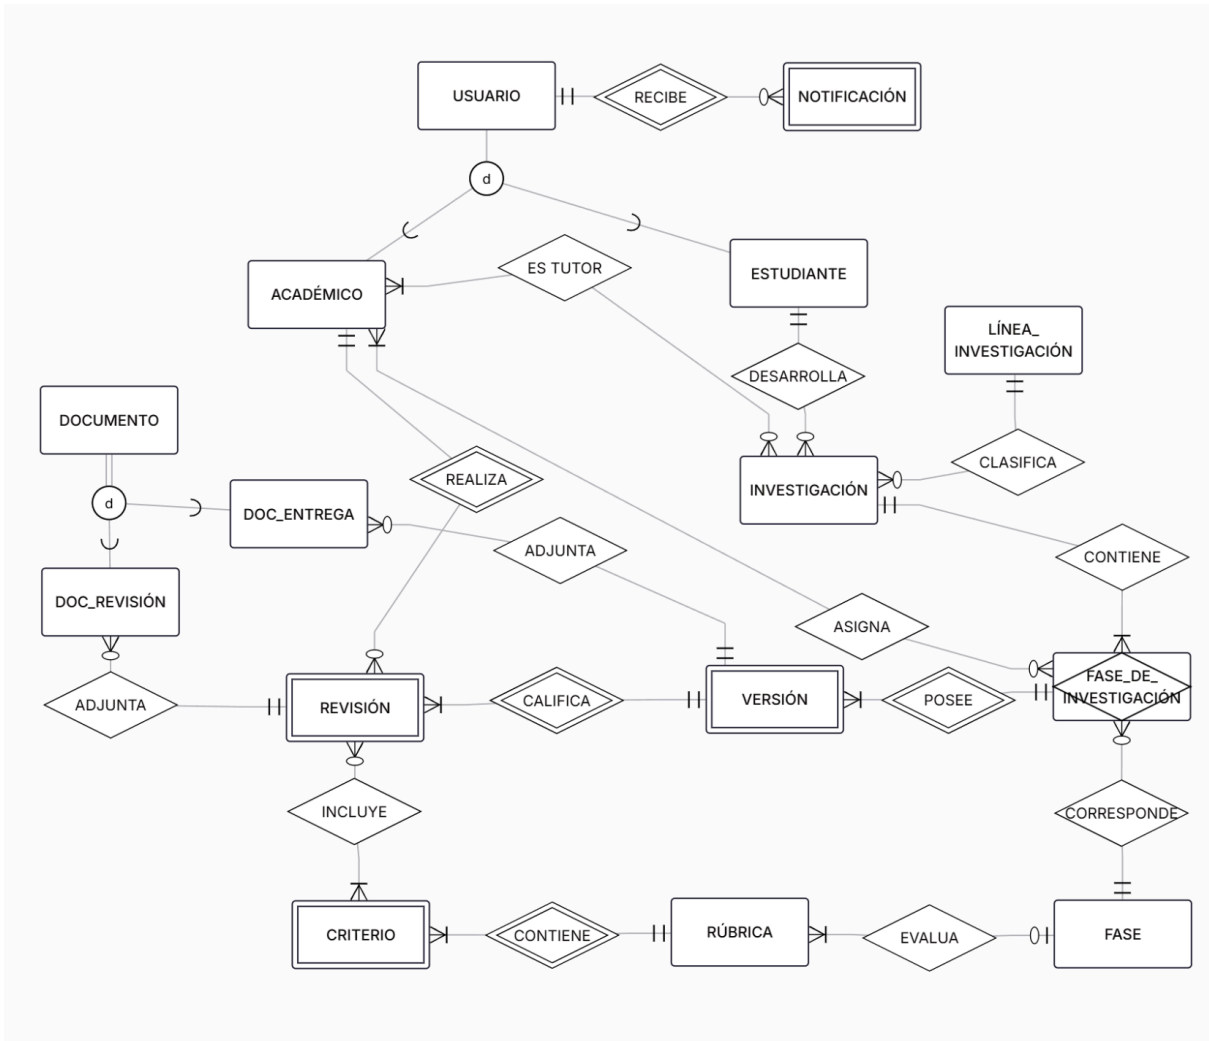 USUARIO
RECIBE
NOTIFICACIÓN
d
ES TUTOR
ESTUDIANTE
ACADÉMICO
LÍNEA_
INVESTIGACIÓN
DESARROLLA
DOCUMENTO
CLASIFICA
REALIZA
INVESTIGACIÓN
d
DOC_ENTREGA
ADJUNTA
CONTIENE
DOC_REVISIÓN
ASIGNA
FASE_DE_
INVESTIGACIÓN
ADJUNTA
REVISIÓN
CALIFICA
VERSIÓN
POSEE
INCLUYE
CORRESPONDE
CRITERIO
CONTIENE
RÚBRICA
EVALUA
FASE